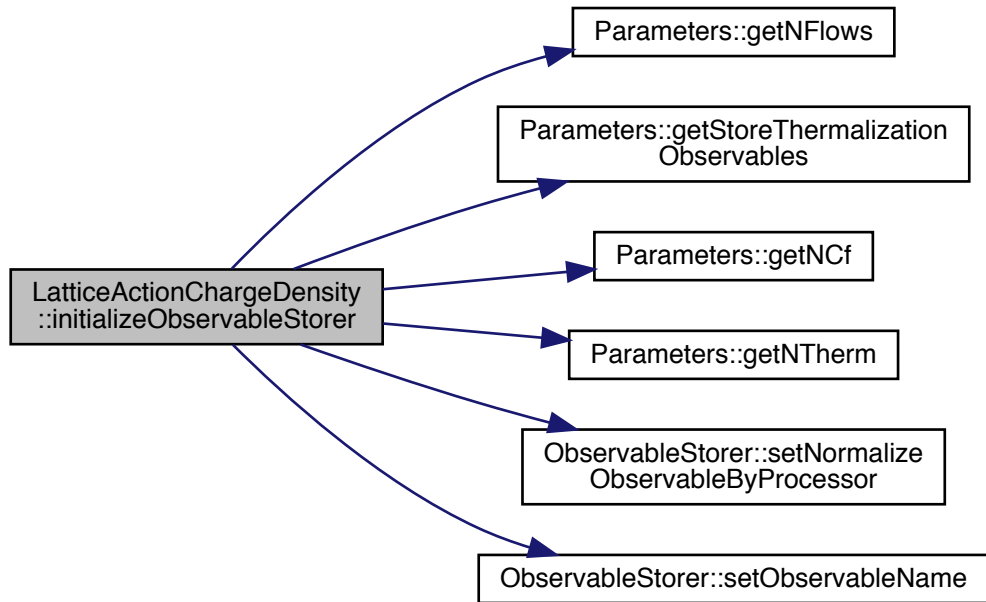 Parameters::getNFlows
Parameters::getStoreThermalization
Observables
Parameters::getNCf
LatticeActionChargeDensity
::initializeObservableStorer
Parameters::getNTherm
ObservableStorer::setNormalize
ObservableByProcessor
ObservableStorer::setObservableName